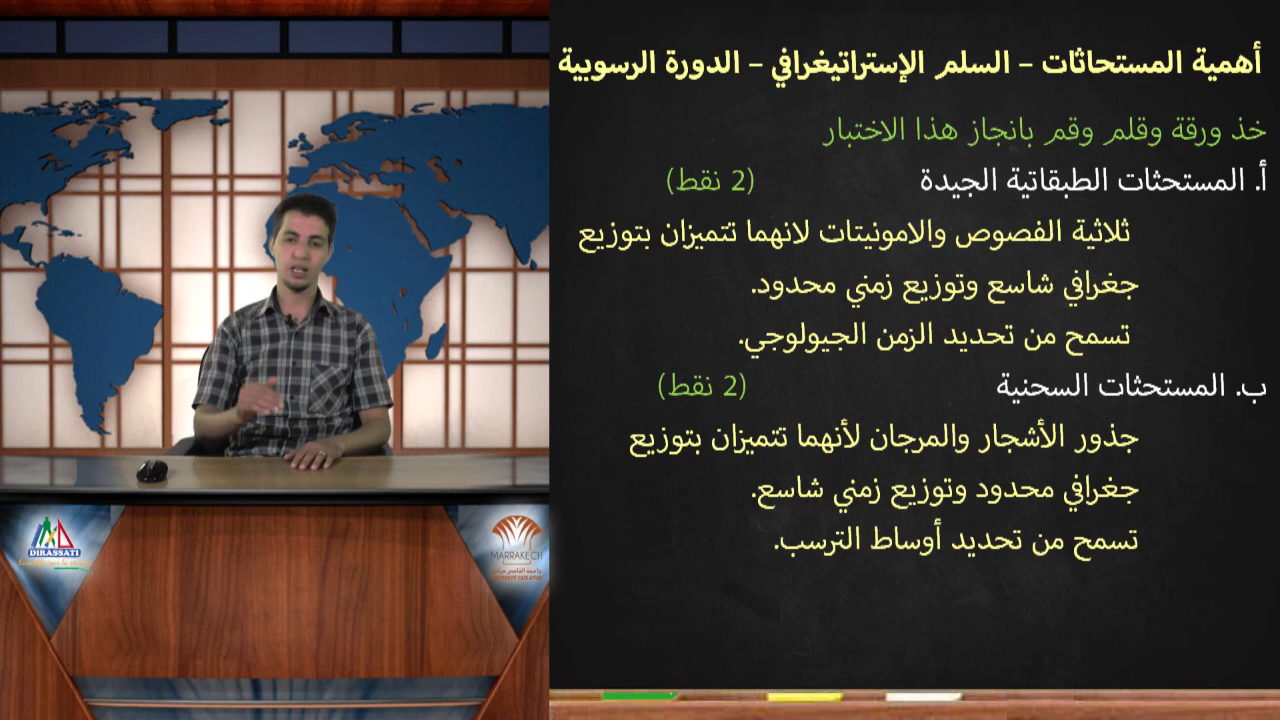 أهمية المستحاثات – السلم الإستراتيغرافي – الدورة الرسوبية
خذ ورقة وقلم وقم بانجاز هذا الاختبار
أ. المستحثات الطبقاتية الجيدة (2 نقط)
ثلاثية الفصوص والامونيتات لانهما تتميزان بتوزيع
جغرافي شاسع وتوزيع زمني محدود.
تسمح من تحديد الزمن الجيولوجي.
ب. المستحثات السحنية (2 نقط)
جذور الأشجار والمرجان لأنهما تتميزان بتوزيع
جغرافي محدود وتوزيع زمني شاسع.
تسمح من تحديد أوساط الترسب.
DIRASSATI
MARRAKECH